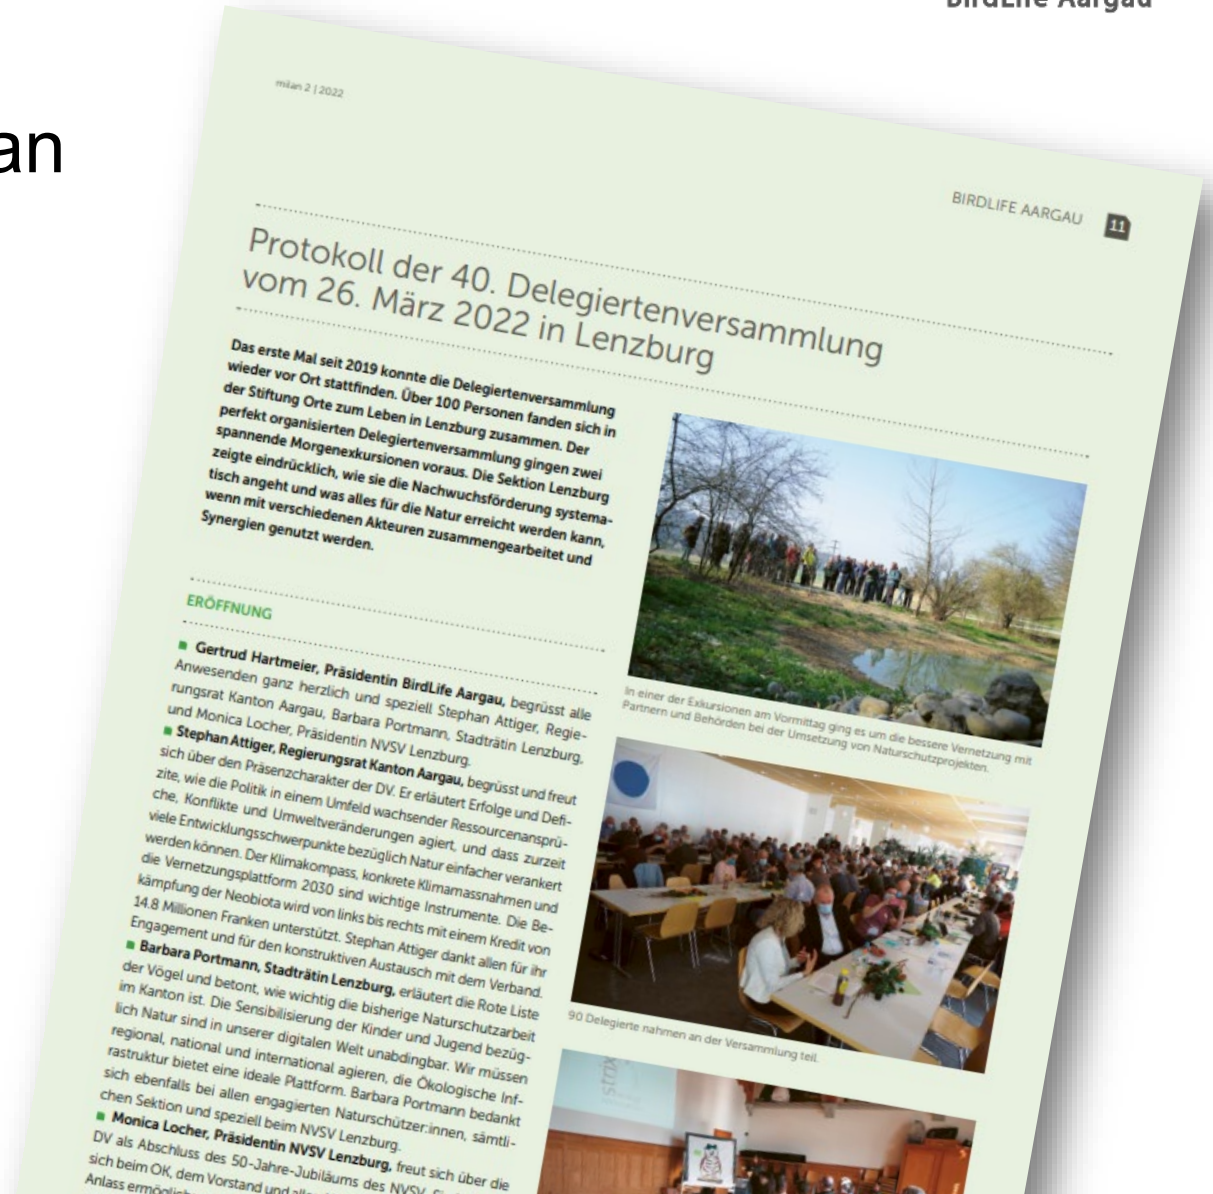 BirdLife Aargau
an
milan 2 | 2022
BIRDLIFE AARGAU 11
Protokoll der 40. Delegiertenversammlung
vom 26. März 2022 in Lenzburg
Das erste Mal seit 2019 konnte die Delegiertenversammlung
wieder vor Ort stattfinden. Über 100 Personen fanden sich in
der Stiftung Orte zum Leben in Lenzburg zusammen. Der
perfekt organisierten Delegiertenversammlung gingen zwei
spannende Morgenexkursionen voraus. Die Sektion Lenzburg
zeigte eindrücklich, wie sie die Nachwuchsförderung systema-
tisch angeht und was alles für die Natur erreicht werden kann,
wenn mit verschiedenen Akteuren zusammengearbeitet und
Synergien genutzt werden.
ERÖFFNUNG
Gertrud Hartmeier, Präsidentin BirdLife Aargau, begrüsst alle
Anwesenden ganz herzlich und speziell Stephan Attiger, Regie-
rungsrat Kanton Aargau, Barbara Portmann, Stadträtin Lenzburg,
und Monica Locher, Präsidentin NVSV Lenzburg.
Stephan Attiger, Regierungsrat Kanton Aargau, begrüsst und freut
sich über den Präsenzcharakter der DV. Er erläutert Erfolge und Defi-
zite, wie die Politik in einem Umfeld wachsender Ressourcenansprü-
che, Konflikte und Umweltveränderungen agiert, und dass zurzeit
viele Entwicklungsschwerpunkte bezüglich Natur einfacher verankert
werden können. Der Klimakompass, konkrete Klimamassnahmen und
die Vernetzungsplattform 2030 sind wichtige Instrumente. Die Be-
kämpfung der Neobiota wird von links bis rechts mit einem Kredit von
14.8 Millionen Franken unterstützt. Stephan Attiger dankt allen für ihr
Engagement und für den konstruktiven Austausch mit dem Verband.
Barbara Portmann, Stadträtin Lenzburg, erläutert die Rote Liste
der Vögel und betont, wie wichtig die bisherige Naturschutzarbeit
im Kanton ist. Die Sensibilisierung der Kinder und Jugend bezüg-
lich Natur sind in unserer digitalen Welt unabdingbar. Wir müssen
regional, national und international agieren, die Ökologische Inf-
rastruktur bietet eine ideale Plattform. Barbara Portmann bedankt
sich ebenfalls bei allen engagierten Naturschützer:innen, sämtli-
chen Sektion und speziell beim NVSV Lenzburg.
Monica Locher, Präsidentin NVSV Lenzburg, freut sich über die
DV als Abschluss des 50-Jahre-Jubiläums des NVSV.
sich beim OK, dem Vorstand und
Anlass
In einer der Exkursionen am Vormittag ging es um die bessere Vernetzung mit
Partnern und Behörden bei der Umsetzung von Naturschutzprojekten.
90 Delegierte nahmen an der Versammlung teil.